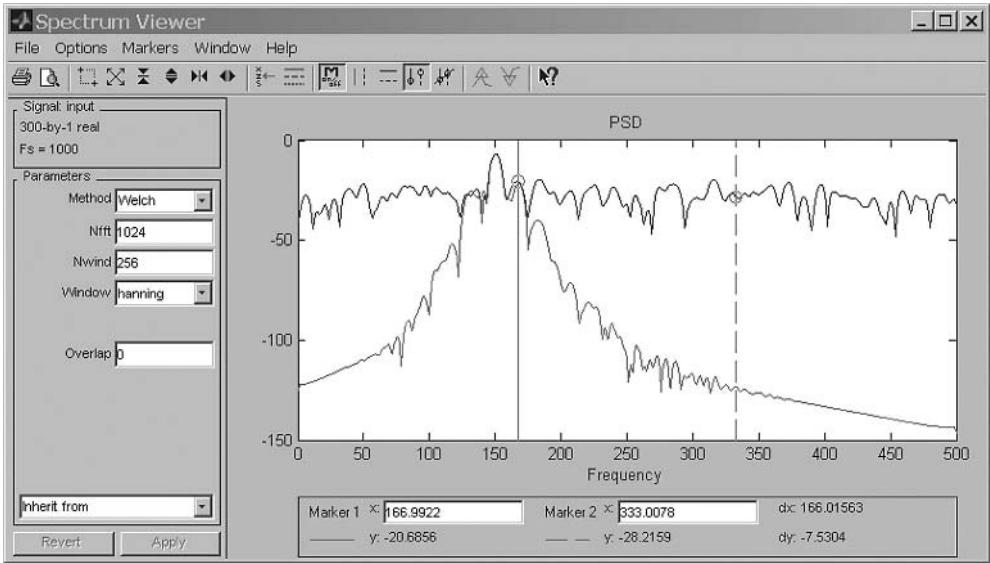 Spectrum Viewer
File Options Markers Window Help
Signal: input
300-by-1 real
Fs = 1000
Parameters
Method Welch
Nfft 1024
Nwind 256
Window hanning
Overlap 0
Inherit from
Revert Apply
PSD
0
-50
-100
-150
0 50 100 150 200 250 300 350 400 450 500
Frequency
Marker 1 x: 166.9922 Marker 2 x: 333.0078 dx: 166.01563
y: -20.6856 y: -28.2159 dy: -7.5304